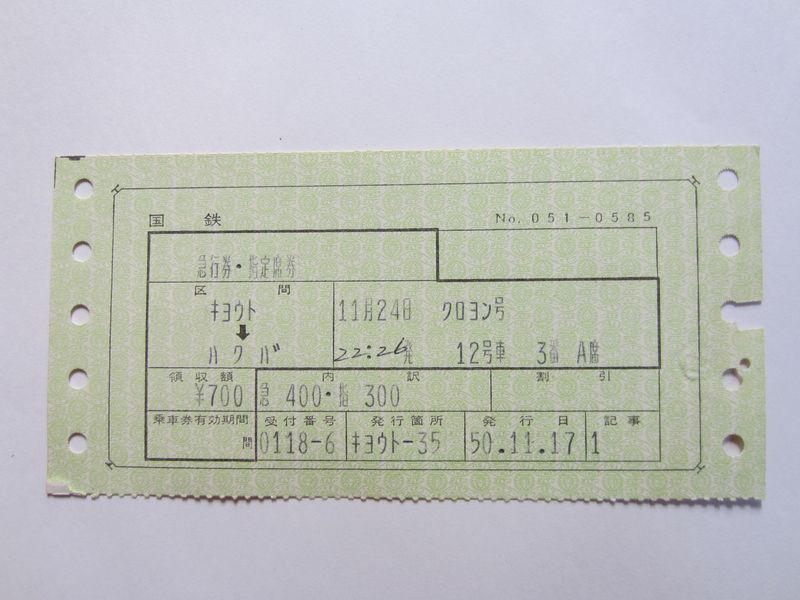 国鉄 No. 051-0585
急行券・指定席券
区間
キヨウト 11月24日 クロヨン号
↓
ハクバ 22:26発 12号車 3番 A席
領収額 内訳 割引
¥700 急 400・指 300
乗車券有効期間 受付番号 発行箇所 発行日 記事
間 0118-6 キヨウト-35 50.11.17 1